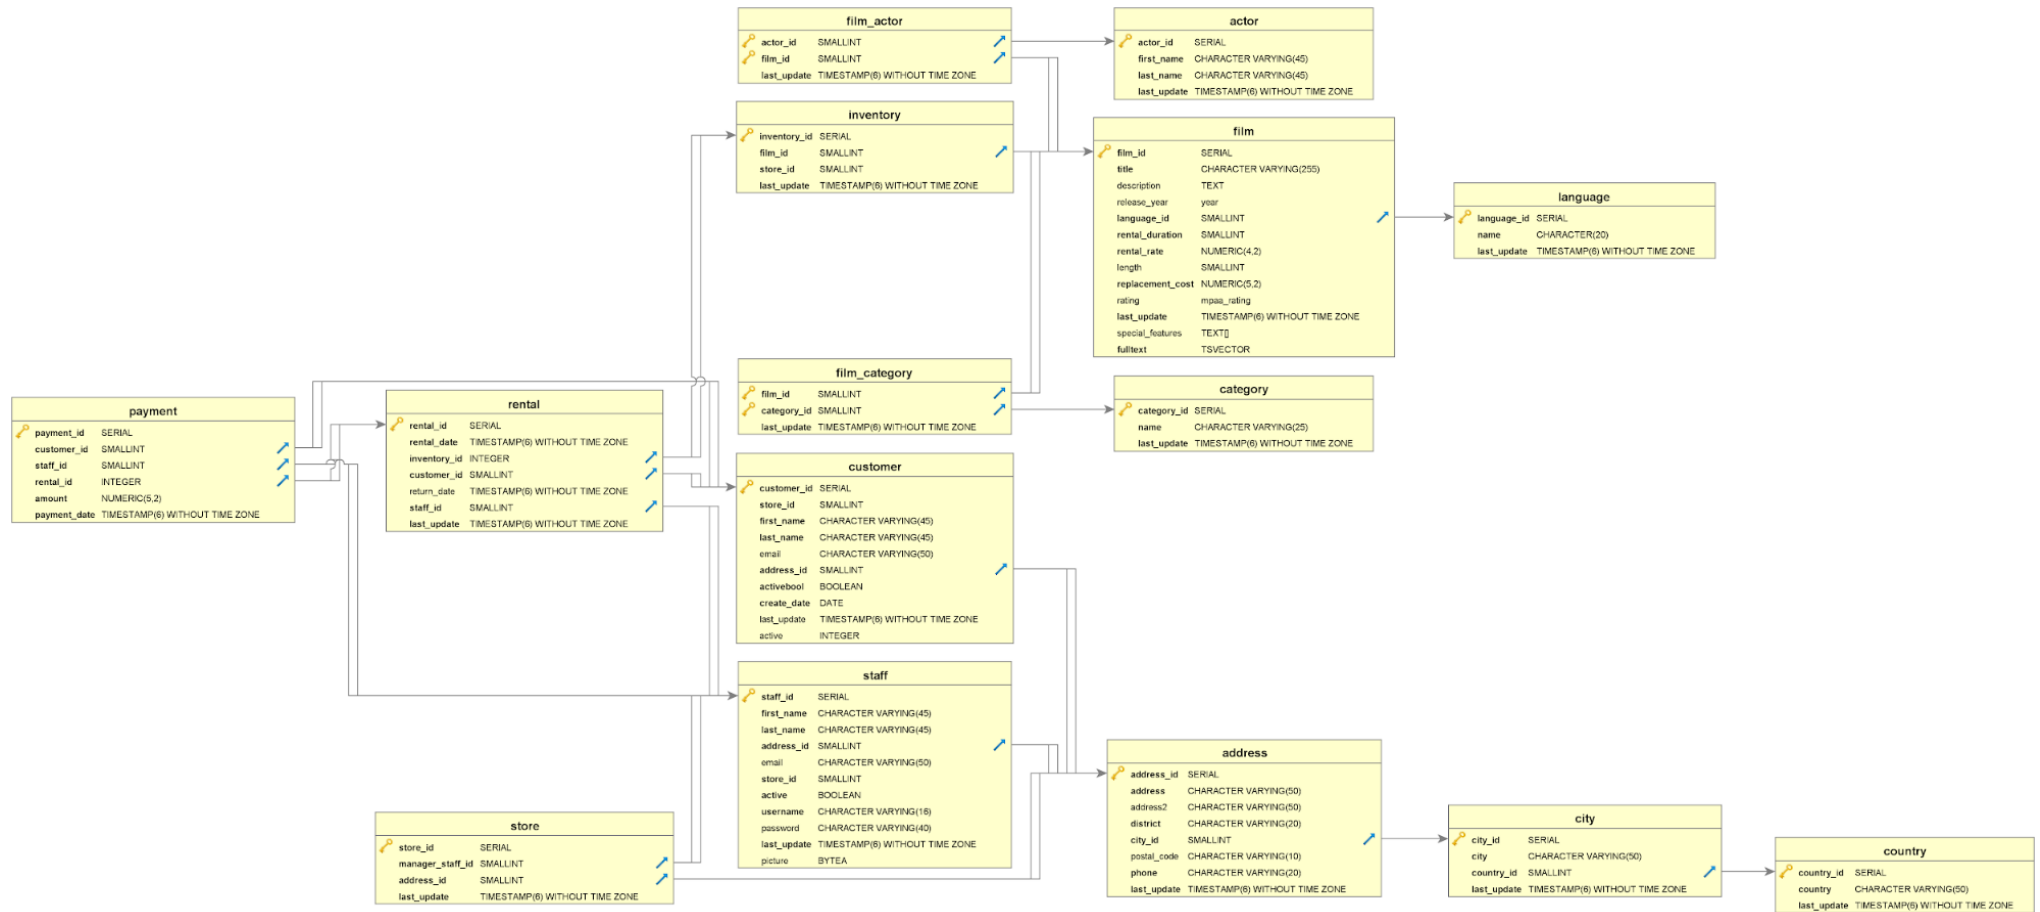 film_actor
actor_id SMALLINT
film_id SMALLINT
last_update TIMESTAMP(6) WITHOUT TIME ZONE
actor
actor_id SERIAL
first_name CHARACTER VARYING(45)
last_name CHARACTER VARYING(45)
last_update TIMESTAMP(6) WITHOUT TIME ZONE
inventory
inventory_id SERIAL
film_id SMALLINT
store_id SMALLINT
last_update TIMESTAMP(6) WITHOUT TIME ZONE
film
film_id SERIAL
title CHARACTER VARYING(255)
description TEXT
release_year year
language_id SMALLINT
rental_duration SMALLINT
rental_rate NUMERIC(4,2)
length SMALLINT
replacement_cost NUMERIC(5,2)
rating mpaa_rating
last_update TIMESTAMP(6) WITHOUT TIME ZONE
special_features TEXT[]
fulltext TSVECTOR
language
language_id SERIAL
name CHARACTER(20)
last_update TIMESTAMP(6) WITHOUT TIME ZONE
film_category
film_id SMALLINT
category_id SMALLINT
last_update TIMESTAMP(6) WITHOUT TIME ZONE
category
category_id SERIAL
name CHARACTER VARYING(25)
last_update TIMESTAMP(6) WITHOUT TIME ZONE
payment
payment_id SERIAL
customer_id SMALLINT
staff_id SMALLINT
rental_id INTEGER
amount NUMERIC(5,2)
payment_date TIMESTAMP(6) WITHOUT TIME ZONE
rental
rental_id SERIAL
rental_date TIMESTAMP(6) WITHOUT TIME ZONE
inventory_id INTEGER
customer_id SMALLINT
return_date TIMESTAMP(6) WITHOUT TIME ZONE
staff_id SMALLINT
last_update TIMESTAMP(6) WITHOUT TIME ZONE
customer
customer_id SERIAL
store_id SMALLINT
first_name CHARACTER VARYING(45)
last_name CHARACTER VARYING(45)
email CHARACTER VARYING(50)
address_id SMALLINT
activebool BOOLEAN
create_date DATE
last_update TIMESTAMP(6) WITHOUT TIME ZONE
active INTEGER
staff
staff_id SERIAL
first_name CHARACTER VARYING(45)
last_name CHARACTER VARYING(45)
address_id SMALLINT
email CHARACTER VARYING(50)
store_id SMALLINT
active BOOLEAN
username CHARACTER VARYING(16)
password CHARACTER VARYING(40)
last_update TIMESTAMP(6) WITHOUT TIME ZONE
picture BYTEA
store
store_id SERIAL
manager_staff_id SMALLINT
address_id SMALLINT
last_update TIMESTAMP(6) WITHOUT TIME ZONE
address
address_id SERIAL
address CHARACTER VARYING(50)
address2 CHARACTER VARYING(50)
district CHARACTER VARYING(20)
city_id SMALLINT
postal_code CHARACTER VARYING(10)
phone CHARACTER VARYING(20)
last_update TIMESTAMP(6) WITHOUT TIME ZONE
city
city_id SERIAL
city CHARACTER VARYING(50)
country_id SMALLINT
last_update TIMESTAMP(6) WITHOUT TIME ZONE
country
country_id SERIAL
country CHARACTER VARYING(50)
last_update TIMESTAMP(6) WITHOUT TIME ZONE